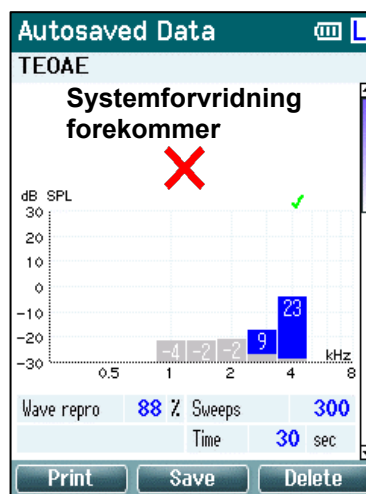 Autosaved Data L
TEOAE
Systemforvridning
forekommer
dB SPL
30
20
10
0
-10
-20
-30
-4 -2 -2 9 23
kHz
0.5 1 2 4 8
Wave repro 88 % Sweeps 300
Time 30 sec
Print Save Delete